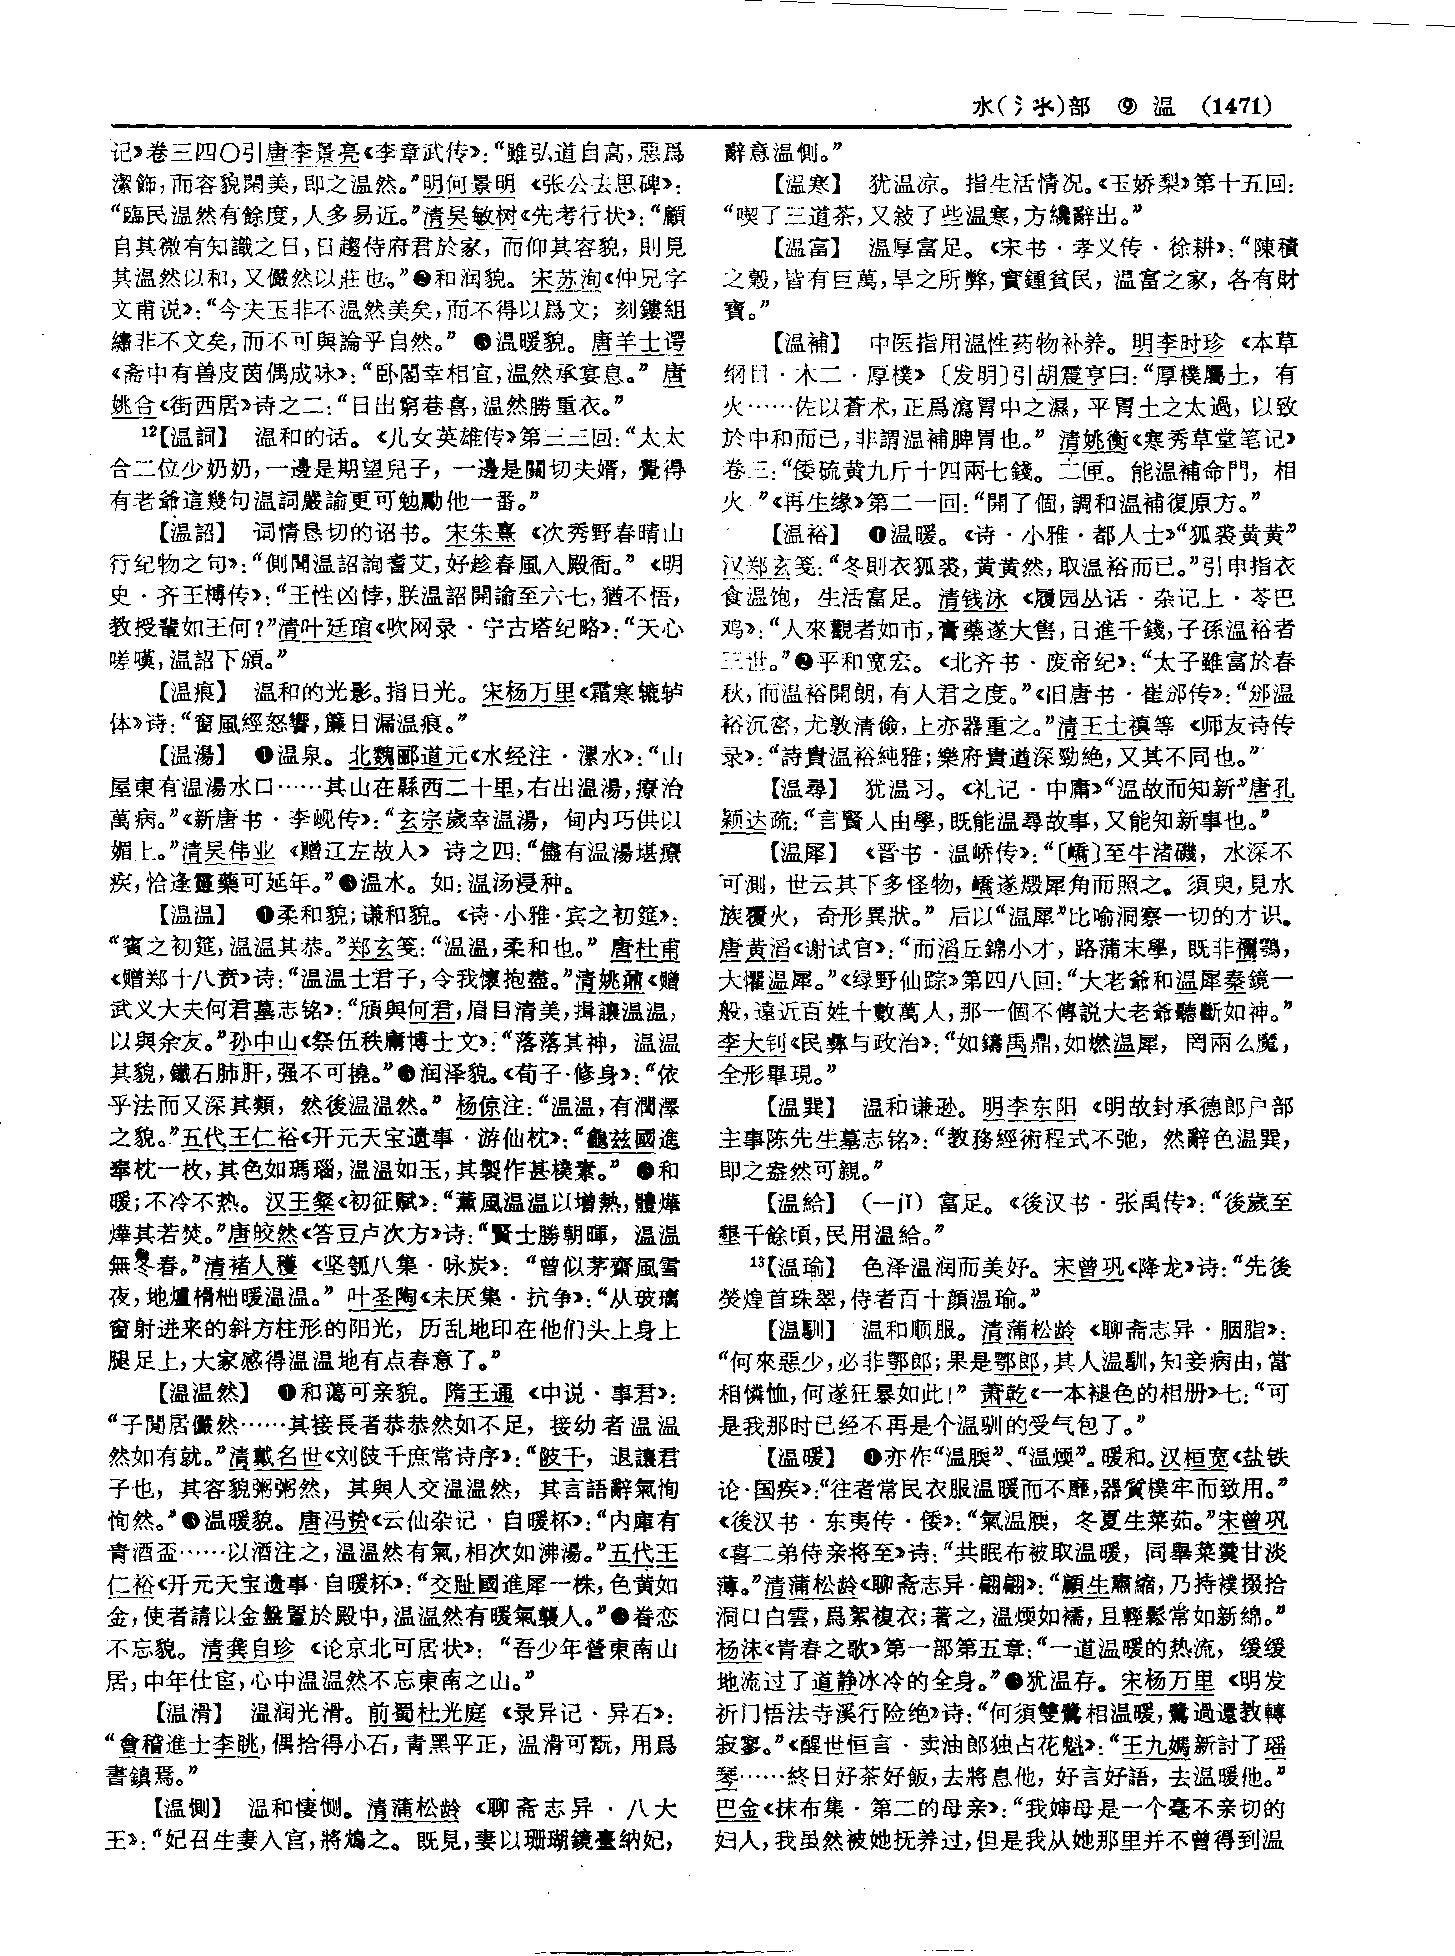 水(氵氺)部 ⑨ 温 (1471)
记》卷三四〇引唐李景亮《李章武传》：“雖弘道自高，惡爲
潔飾，而容貌閑美，即之温然。”明何景明《张公去思碑》：
“臨民温然有餘度，人多易近。”清吴敏树《先考行状》：“顧
自其微有知識之日，日趨侍府君於家，而仰其容貌，則見
其温然以和，又儼然以莊也。”❷和润貌。宋苏洵《仲兄字
文甫说》：“今夫玉非不温然美矣，而不得以爲文；刻鏤組
繡非不文矣，而不可與論乎自然。”❸温暖貌。唐羊士谔
《斋中有兽皮茵偶成咏》：“卧閣幸相宜，温然承宴息。”唐
姚合《街西居》诗之二：“日出窮巷喜，温然勝重衣。”
¹²【温詞】 温和的话。《儿女英雄传》第三三回：“太太
合二位少奶奶，一邊是期望兒子，一邊是關切夫婿，覺得
有老爺這幾句温詞嚴諭更可勉勵他一番。”
【温詔】 词情恳切的诏书。宋朱熹《次秀野春晴山
行纪物之句》：“側聞温詔詢耆艾，好趁春風入殿衙。”《明
史·齐王榑传》：“王性凶悖，朕温詔開諭至六七，猶不悟，
教授輩如王何？”清叶廷琯《吹网录·宁古塔纪略》：“天心
嗟嘆，温詔下頒。”
【温痕】 温和的光影。指日光。宋杨万里《霜寒辘轳
体》诗：“窗風經怒響，簾日漏温痕。”
【温湯】 ❶温泉。北魏郦道元《水经注·漯水》：“山
屋東有温湯水口……其山在縣西二十里，右出温湯，療治
萬病。”《新唐书·李岘传》：“玄宗歲幸温湯，甸内巧供以
媚上。”清吴伟业《赠辽左故人》诗之四：“儘有温湯堪療
疾，恰逢靈藥可延年。”❷温水。如：温汤浸种。
【温温】 ❶柔和貌；谦和貌。《诗·小雅·宾之初筵》：
“賓之初筵，温温其恭。”郑玄笺：“温温，柔和也。”唐杜甫
《赠郑十八贲》诗：“温温士君子，令我懷抱盡。”清姚鼐《赠
武义大夫何君墓志铭》：“頎與何君，眉目清美，揖讓温温，
以與余友。”孙中山《祭伍秩庸博士文》：“落落其神，温温
其貌，鐵石肺肝，强不可撓。”❷润泽貌。《荀子·修身》：“依
乎法而又深其類，然後温温然。”杨倞注：“温温，有潤澤
之貌。”五代王仁裕《开元天宝遗事·游仙枕》：“龜兹國進
奉枕一枚，其色如瑪瑙，温温如玉，其製作甚樸素。”❸和
暖；不冷不热。汉王粲《初征赋》：“薰風温温以增熱，體燁
燁其若焚。”唐皎然《答豆卢次方》诗：“賢士勝朝暉，温温
無冬春。”清褚人穫《坚瓠八集·咏炭》：“曾似茅齋風雪
夜，地爐榾柮暖温温。”叶圣陶《未厌集·抗争》：“从玻璃
窗射进来的斜方柱形的阳光，历乱地印在他们头上身上
腿足上，大家感得温温地有点春意了。”
【温温然】 ❶和蔼可亲貌。隋王通《中说·事君》：
“子閒居儼然……其接長者恭恭然如不足，接幼者温温
然如有就。”清戴名世《刘陂千庶常诗序》：“陂千，退讓君
子也，其容貌粥粥然，其與人交温温然，其言語辭氣恂
恂然。”❷温暖貌。唐冯贽《云仙杂记·自暖杯》：“内庫有
青酒盃……以酒注之，温温然有氣，相次如沸湯。”五代王
仁裕《开元天宝遗事·自暖杯》：“交趾國進犀一株，色黄如
金，使者請以金盤置於殿中，温温然有暖氣襲人。”❸眷恋
不忘貌。清龚自珍《论京北可居状》：“吾少年營東南山
居，中年仕宦，心中温温然不忘東南之山。”
【温滑】 温润光滑。前蜀杜光庭《录异记·异石》：
“會稽進士李眺，偶拾得小石，青黑平正，温滑可翫，用爲
書鎮焉。”
【温惻】 温和悽恻。清蒲松龄《聊斋志异·八大
王》：“妃召生妻入宫，將鴆之。既見，妻以珊瑚鏡臺納妃，
辭意温惻。”
【温寒】 犹温凉。指生活情况。《玉娇梨》第十五回：
“喫了三道茶，又敍了些温寒，方纔辭出。”
【温富】 温厚富足。《宋书·孝义传·徐耕》：“陳積
之穀，皆有巨萬，旱之所弊，實鍾貧民，温富之家，各有財
寶。”
【温補】 中医指用温性药物补养。明李时珍《本草
纲目·木二·厚樸》〔发明〕引胡震亨曰：“厚樸屬土，有
火……佐以蒼术，正爲瀉胃中之濕，平胃土之太過，以致
於中和而已，非謂温補脾胃也。”清姚衡《寒秀草堂笔记》
卷三：“倭硫黄九斤十四兩七錢。二匣。能温補命門，相
火。”《再生缘》第二一回：“開了個，調和温補復原方。”
【温裕】 ❶温暖。《诗·小雅·都人士》“狐裘黄黄”
汉郑玄笺：“冬則衣狐裘，黄黄然，取温裕而已。”引申指衣
食温饱，生活富足。清钱泳《履园丛话·杂记上·苓巴
鸡》：“人來觀者如市，膏藥遂大售，日進千錢，子孫温裕者
三世。”❷平和宽宏。《北齐书·废帝纪》：“太子雖富於春
秋，而温裕開朗，有人君之度。”《旧唐书·崔郧传》：“郧温
裕沉密，尤敦清儉，上亦器重之。”清王士禛等《师友诗传
录》：“詩貴温裕純雅；樂府貴遒深勁絶，又其不同也。”
【温尋】 犹温习。《礼记·中庸》“温故而知新”唐孔
颖达疏：“言賢人由學，既能温尋故事，又能知新事也。”
【温犀】 《晋书·温峤传》：“〔嶠〕至牛渚磯，水深不
可測，世云其下多怪物，嶠遂燬犀角而照之。須臾，見水
族覆火，奇形異狀。”后以“温犀”比喻洞察一切的才识。
唐黄滔《谢试官》：“而滔丘錦小才，路蒲末學，既非禰鶚，
大懼温犀。”《绿野仙踪》第四八回：“大老爺和温犀秦鏡一
般，遠近百姓十數萬人，那一個不傳説大老爺聽斷如神。”
李大钊《民彝与政治》：“如鑄禹鼎，如燃温犀，罔兩么魔，
全形畢現。”
【温巽】 温和谦逊。明李东阳《明故封承德郎户部
主事陈先生墓志铭》：“教務經術程式不弛，然辭色温巽，
即之盎然可親。”
【温給】 （—jǐ）富足。《後汉书·张禹传》：“後歲至
墾千餘頃，民用温給。”
¹³【温瑜】 色泽温润而美好。宋曾巩《降龙》诗：“先後
熒煌首珠翠，侍者百十顔温瑜。”
【温馴】 温和顺服。清蒲松龄《聊斋志异·胭脂》：
“何來惡少，必非鄂郎；果是鄂郎，其人温馴，知妾病由，當
相憐恤，何遂狂暴如此！”萧乾《一本褪色的相册》七：“可
是我那时已经不再是个温驯的受气包了。”
【温暖】 ❶亦作“温腝”、“温煗”。暖和。汉桓宽《盐铁
论·国疾》：“往者常民衣服温暖而不靡，器質樸牢而致用。”
《後汉书·东夷传·倭》：“氣温腝，冬夏生菜茹。”宋曾巩
《喜二弟侍亲将至》诗：“共眠布被取温暖，同舉菜羹甘淡
薄。”清蒲松龄《聊斋志异·翩翩》：“顧生肅縮，乃持襆掇拾
洞口白雲，爲絮複衣；著之，温煗如襦，且輕鬆常如新綿。”
杨沫《青春之歌》第一部第五章：“一道温暖的热流，缓缓
地流过了道静冰冷的全身。”❷犹温存。宋杨万里《明发
祈门悟法寺溪行险绝》诗：“何須雙鷺相温暖，鷺過還教轉
寂寥。”《醒世恒言·卖油郎独占花魁》：“王九媽新討了瑶
琴……終日好茶好飯，去將息他，好言好語，去温暖他。”
巴金《抹布集·第二的母亲》：“我婶母是一个毫不亲切的
妇人，我虽然被她抚养过，但是我从她那里并不曾得到温